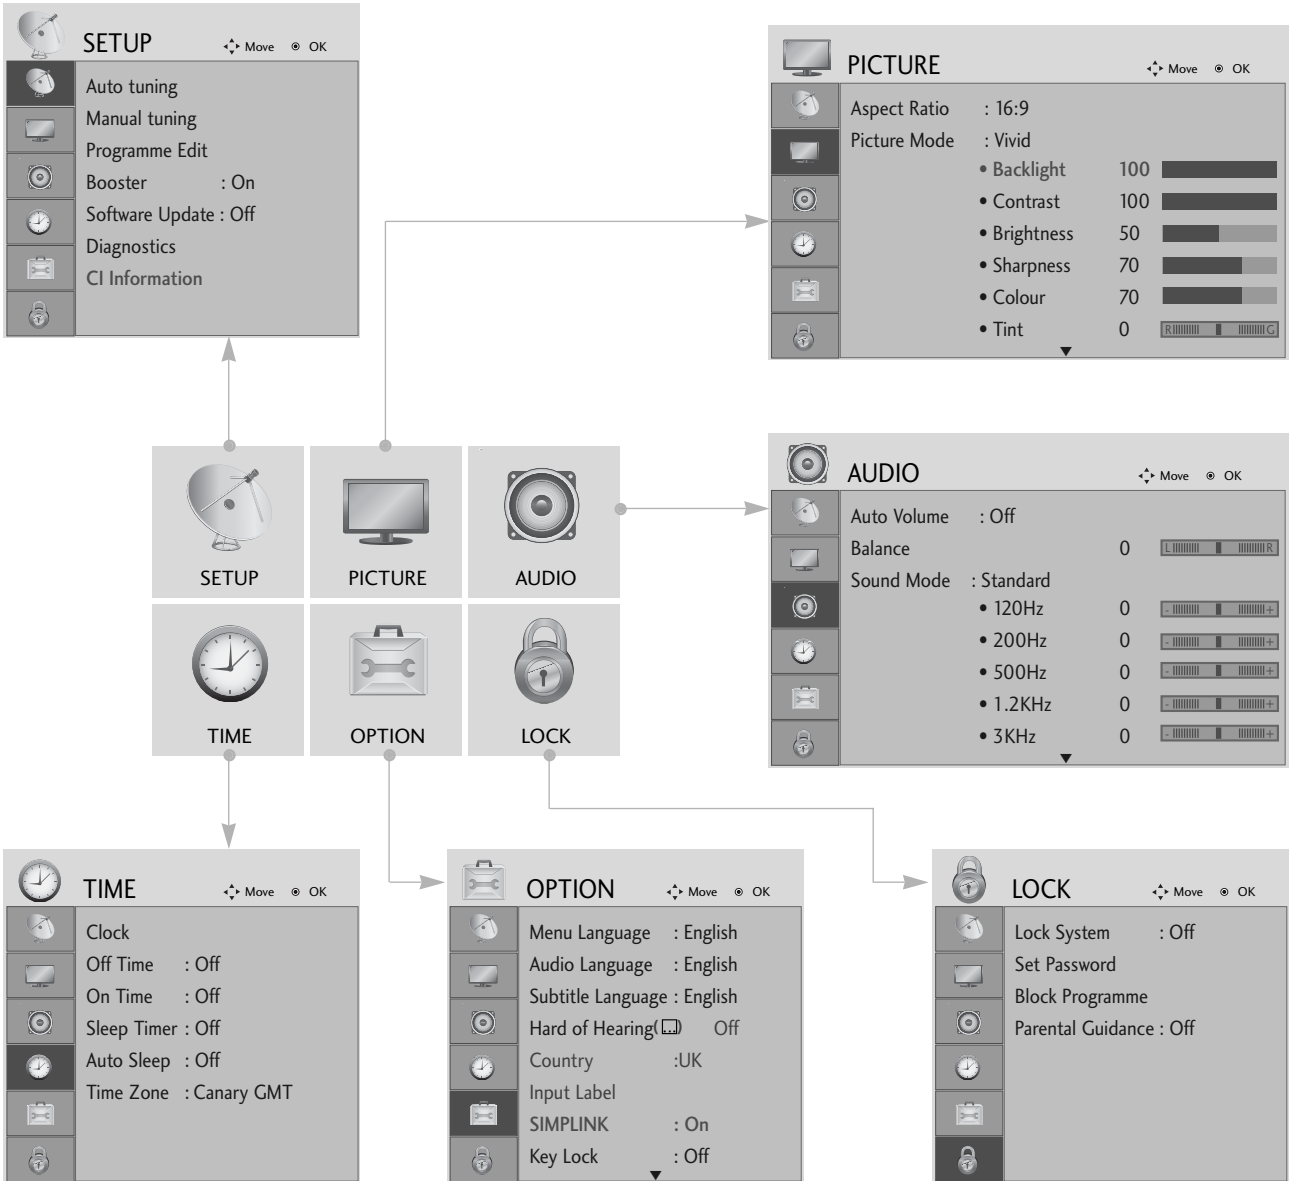 SETUP Move OK
Auto tuning
Manual tuning
Programme Edit
Booster : On
Software Update : Off
Diagnostics
CI Information
PICTURE Move OK
Aspect Ratio : 16:9
Picture Mode : Vivid
• Backlight 100
• Contrast 100
• Brightness 50
• Sharpness 70
• Colour 70
• Tint 0 R G
SETUP
PICTURE
AUDIO
TIME
OPTION
LOCK
AUDIO Move OK
Auto Volume : Off
Balance 0 L R
Sound Mode : Standard
• 120Hz 0 - +
• 200Hz 0 - +
• 500Hz 0 - +
• 1.2KHz 0 - +
• 3KHz 0 - +
TIME Move OK
Clock
Off Time : Off
On Time : Off
Sleep Timer : Off
Auto Sleep : Off
Time Zone : Canary GMT
OPTION Move OK
Menu Language : English
Audio Language : English
Subtitle Language : English
Hard of Hearing( ) Off
Country :UK
Input Label
SIMPLINK : On
Key Lock : Off
LOCK Move OK
Lock System : Off
Set Password
Block Programme
Parental Guidance : Off